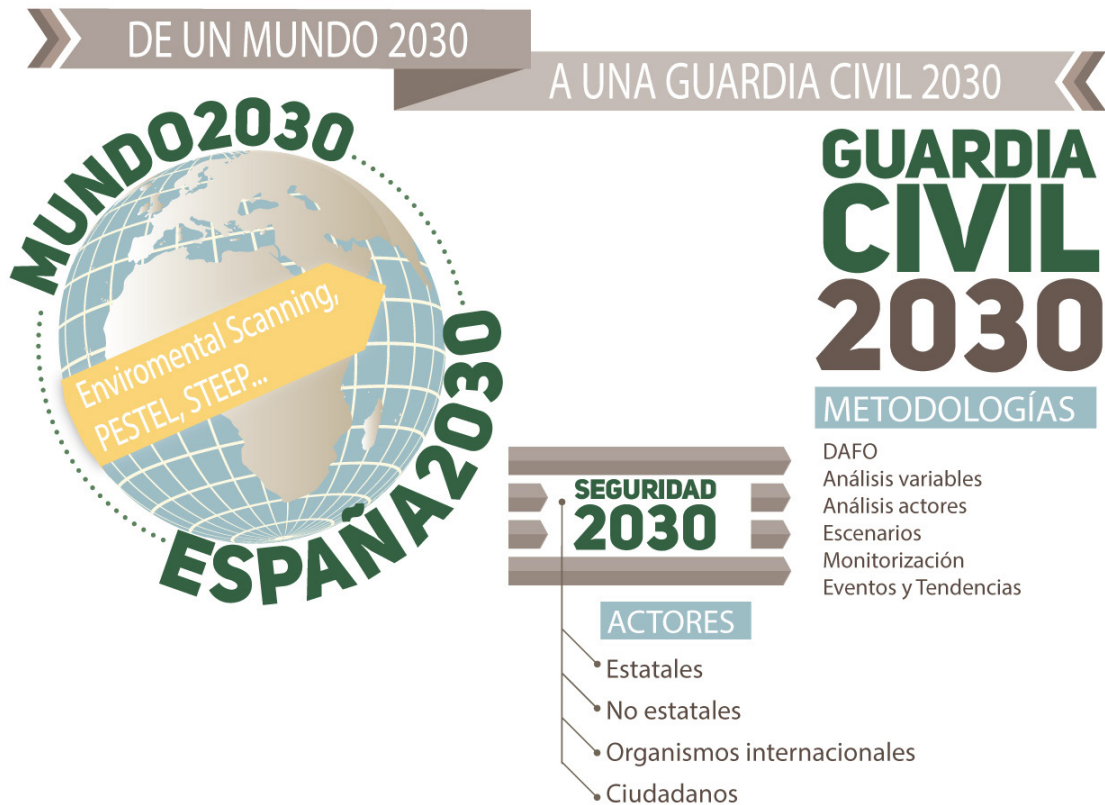 DE UN MUNDO 2030
A UNA GUARDIA CIVIL 2030
MUNDO2030
ESPAÑA2030
Enviromental Scanning,
PESTEL, STEEP...
GUARDIA
CIVIL
2030
METODOLOGÍAS
DAFO
Análisis variables
Análisis actores
Escenarios
Monitorización
Eventos y Tendencias
SEGURIDAD
2030
ACTORES
Estatales
No estatales
Organismos internacionales
Ciudadanos